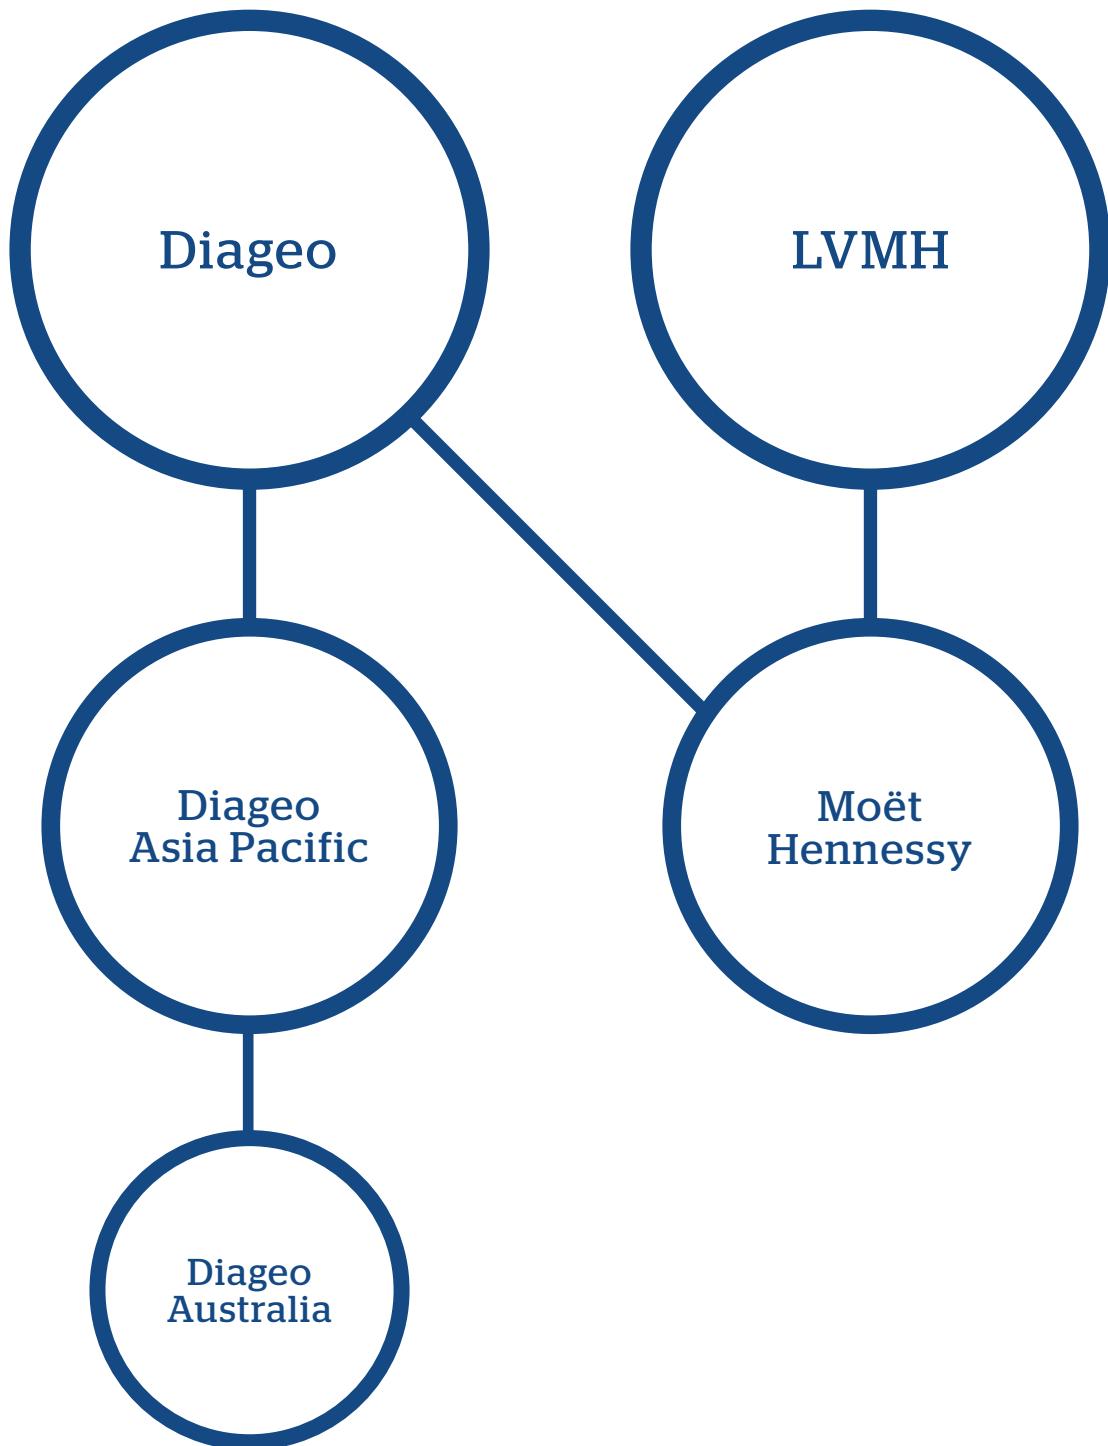 Diageo
LVMH
Diageo
Asia Pacific
Moët
Hennessy
Diageo
Australia